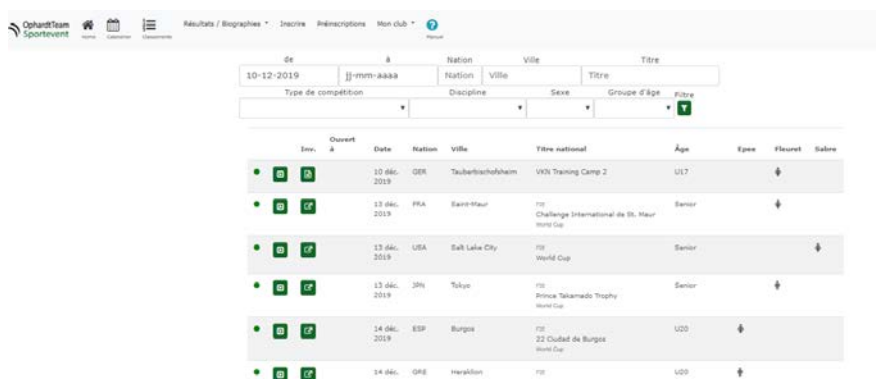 OphardtTeam Sportevent Home Calendrier Classements Résultats / Biographies Inscrire Préinscriptions Mon club Manual
de à Nation Ville Titre
10-12-2019 jj-mm-aaaa Nation Ville Titre
Type de compétition Discipline Sexe Groupe d'âge Filtre
Inv. Ouvert à Date Nation Ville Titre national Âge Epee Fleuret Sabre
10 déc. 2019 GER Tauberbischofsheim VKN Training Camp 2 U17
13 déc. 2019 FRA Saint-Maur FIE Challenge International de St. Maur World Cup Senior
13 déc. 2019 USA Salt Lake City FIE World Cup Senior
13 déc. 2019 JPN Tokyo FIE Prince Takamado Trophy World Cup Senior
14 déc. 2019 ESP Burgos FIE 22 Ciudad de Burgos World Cup U20
14 déc. GRE Heraklion FIE U20